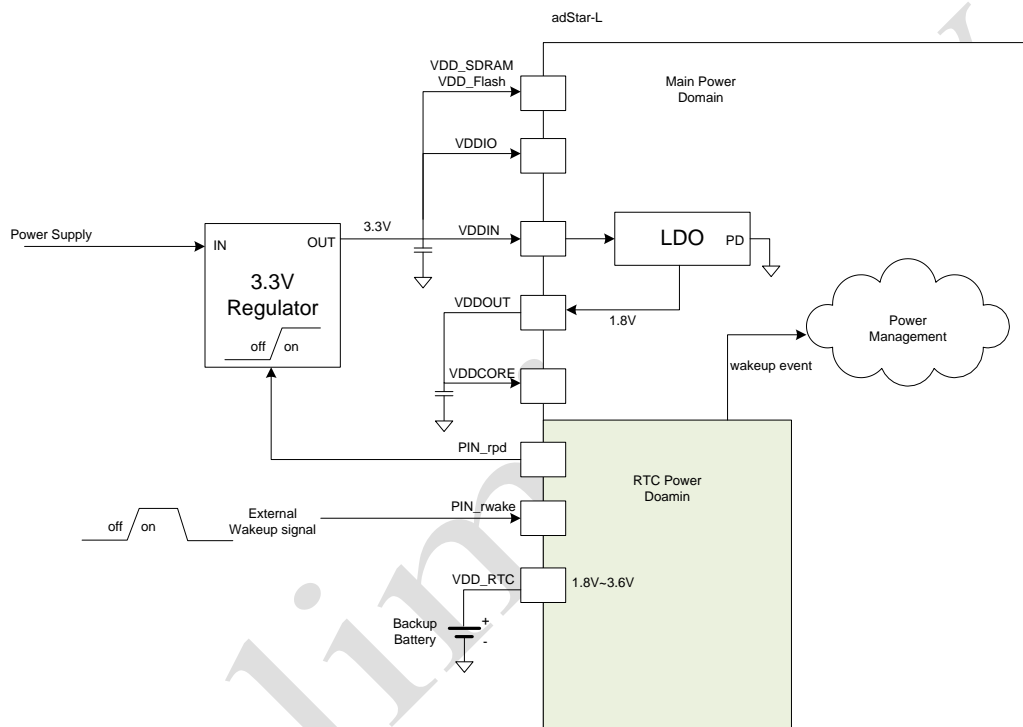 adStar-L
VDD_SDRAM
VDD_Flash
Main Power
Domain
VDDIO
Power Supply
IN
OUT
3.3V
VDDIN
LDO
PD
3.3V
Regulator
off
on
VDDOUT
1.8V
Power
Management
wakeup event
VDDCORE
PIN_rpd
RTC Power
Doamin
off
on
External
Wakeup signal
PIN_rwake
VDD_RTC
1.8V~3.6V
Backup
Battery
+
-